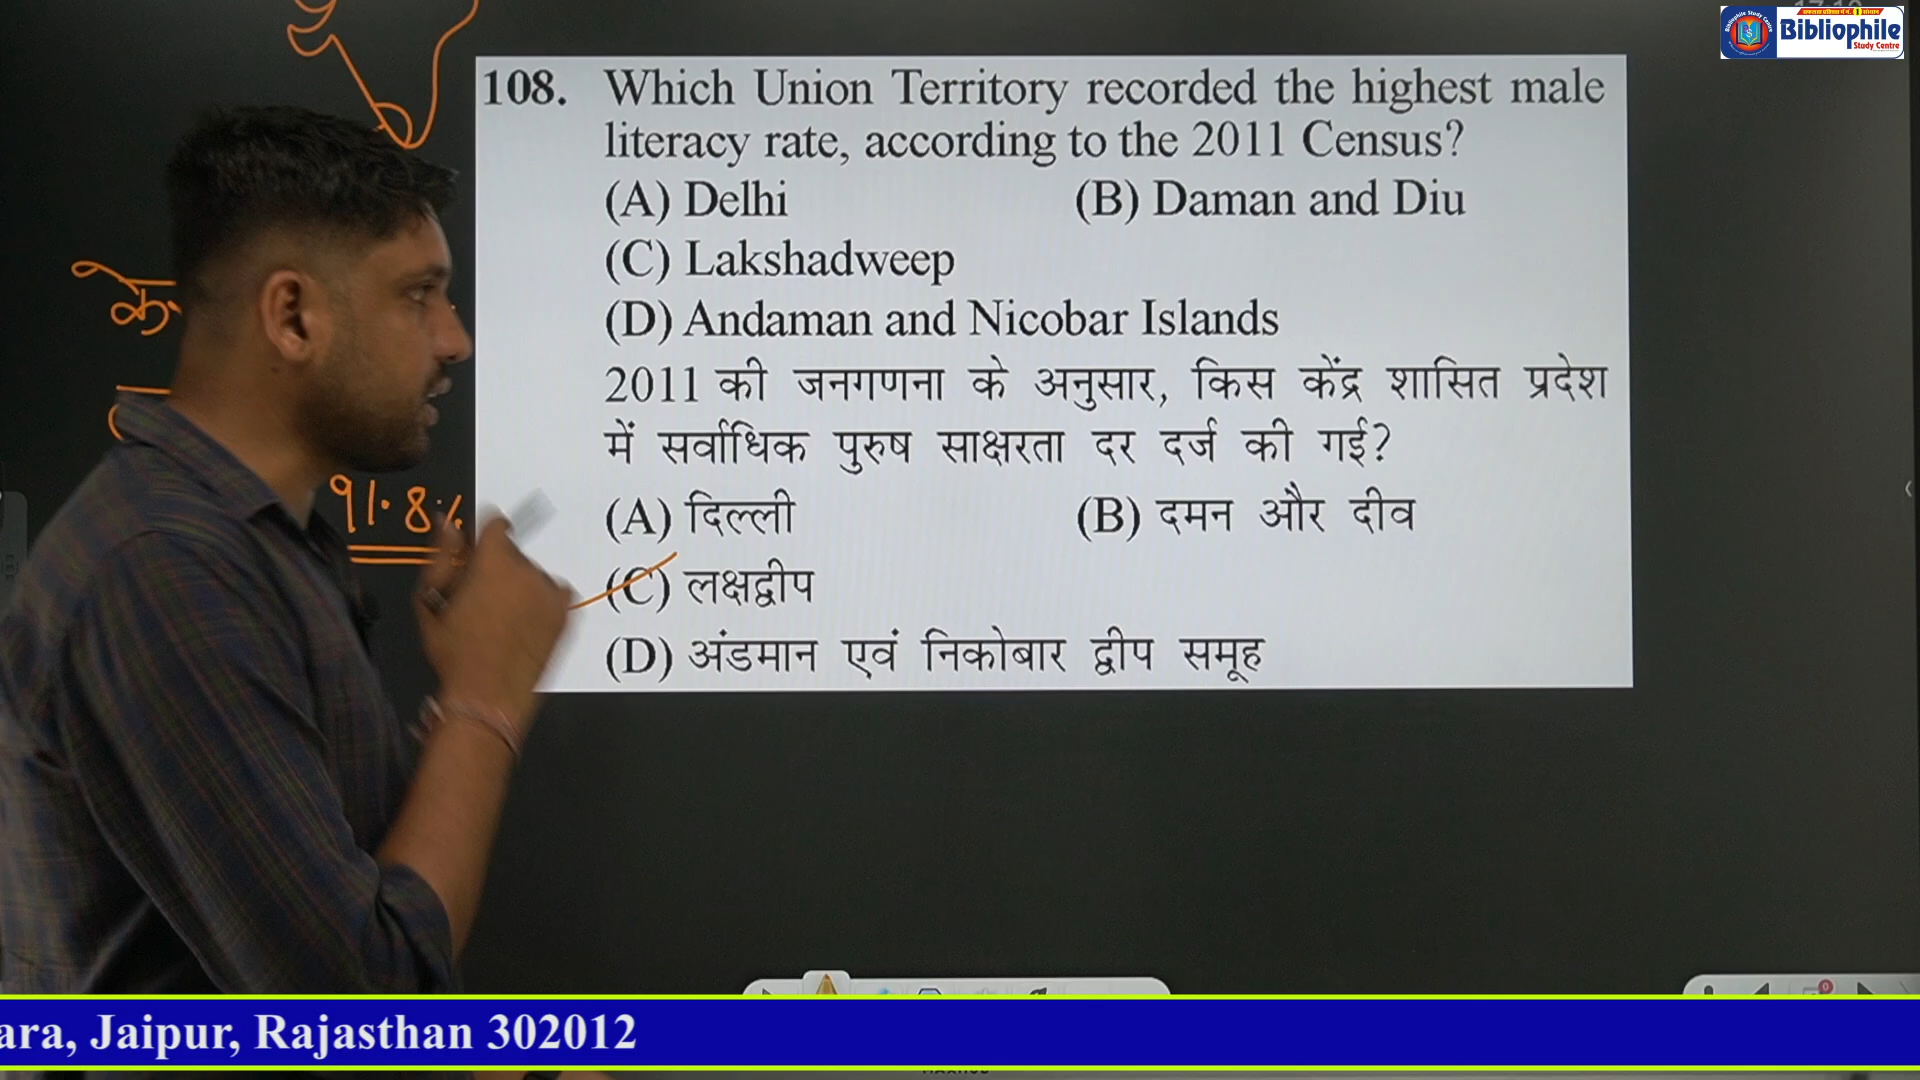 Bibliophile
Study Centre
108. Which Union Territory recorded the highest male
literacy rate, according to the 2011 Census?
(A) Delhi (B) Daman and Diu
(C) Lakshadweep
(D) Andaman and Nicobar Islands
2011 की जनगणना के अनुसार, किस केंद्र शासित प्रदेश
में सर्वाधिक पुरुष साक्षरता दर दर्ज की गई?
(A) दिल्ली (B) दमन और दीव
(C) लक्षद्वीप
(D) अंडमान एवं निकोबार द्वीप समूह
के
91.8%
ara, Jaipur, Rajasthan 302012